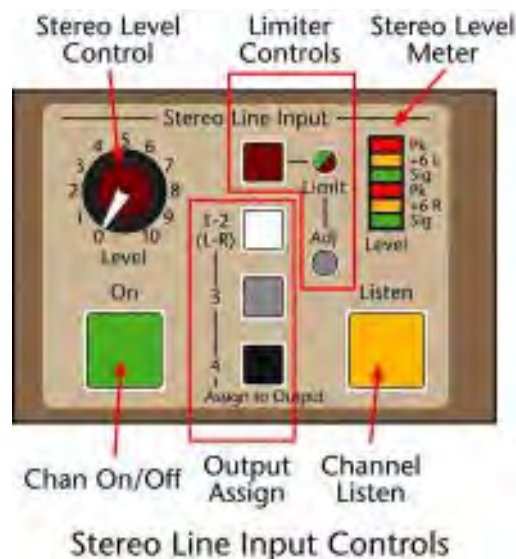 Stereo Level
Control
Limiter
Controls
Stereo Level
Meter
Stereo Line Input
0
1
2
3
4
5
6
7
8
9
10
Level
Limit
Adj
Pk
+6 L
Sig
Pk
+6 R
Sig
Level
1-2
(L-R)
3
4
Assign to Output
On
Listen
Chan On/Off
Output
Assign
Channel
Listen
Stereo Line Input Controls